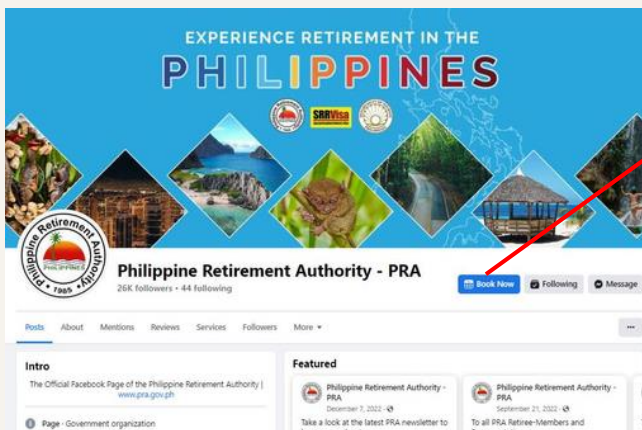 EXPERIENCE RETIREMENT IN THE
PHILIPPINES
SRRVisa
Philippine Retirement Authority
PHILIPPINES
1985
Philippine Retirement Authority - PRA
26K followers • 44 following
Book Now
Following
Message
Posts About Mentions Reviews Services Followers More
Intro
The Official Facebook Page of the Philippine Retirement Authority |
www.pra.gov.ph
Page · Government organization
Featured
Philippine Retirement Authority -
PRA
December 7, 2022
Take a look at the latest PRA newsletter to
Philippine Retirement Authority -
PRA
September 21, 2022
To all PRA Retiree-Members and